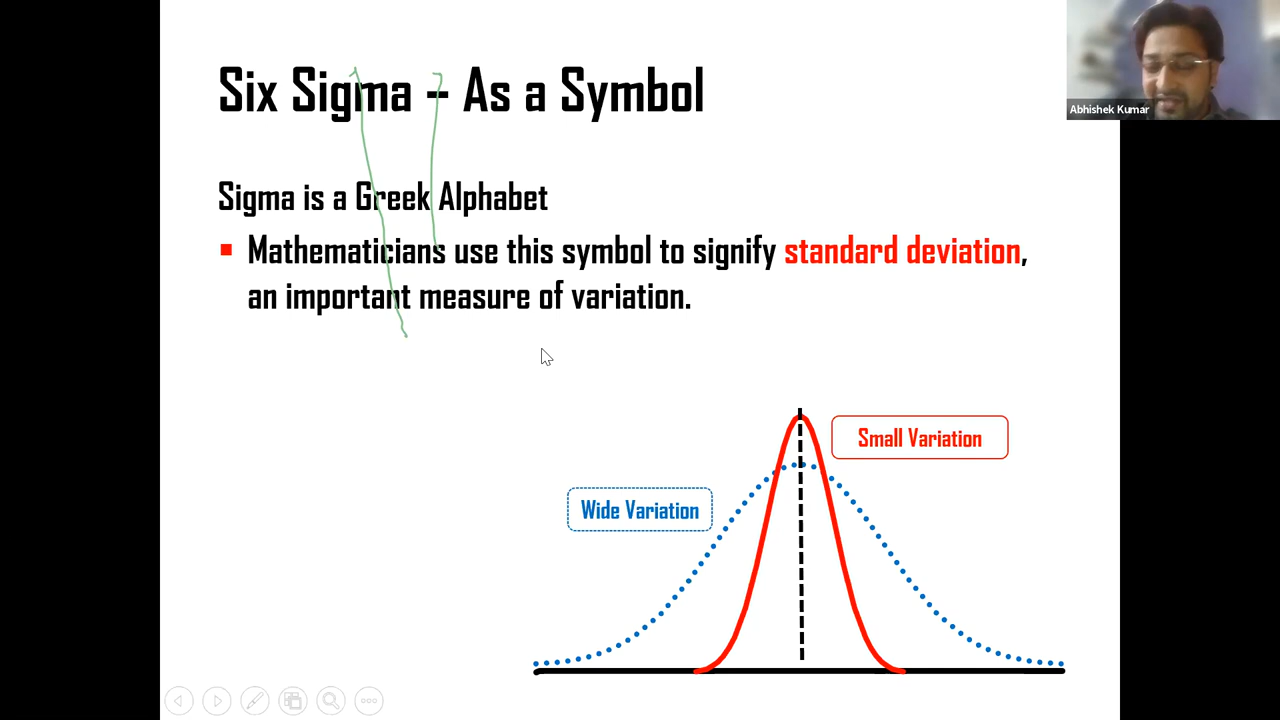 Six Sigma – As a Symbol
Abhishek Kumar
Sigma is a Greek Alphabet
Mathematicians use this symbol to signify standard deviation,
an important measure of variation.
Small Variation
Wide Variation